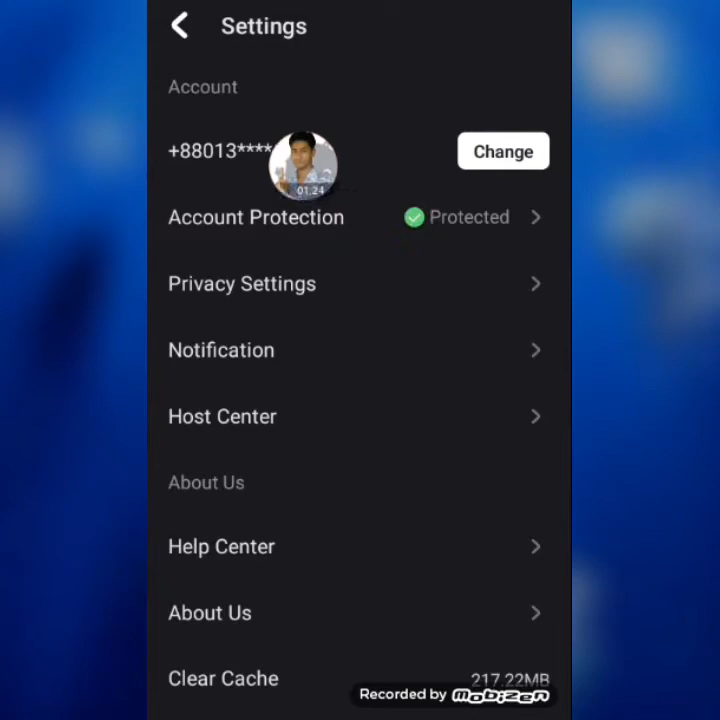 Settings
Account
+88013****
01:24
Change
Account Protection Protected
Privacy Settings
Notification
Host Center
About Us
Help Center
About Us
Clear Cache 217.22MB
Recorded by mobizen